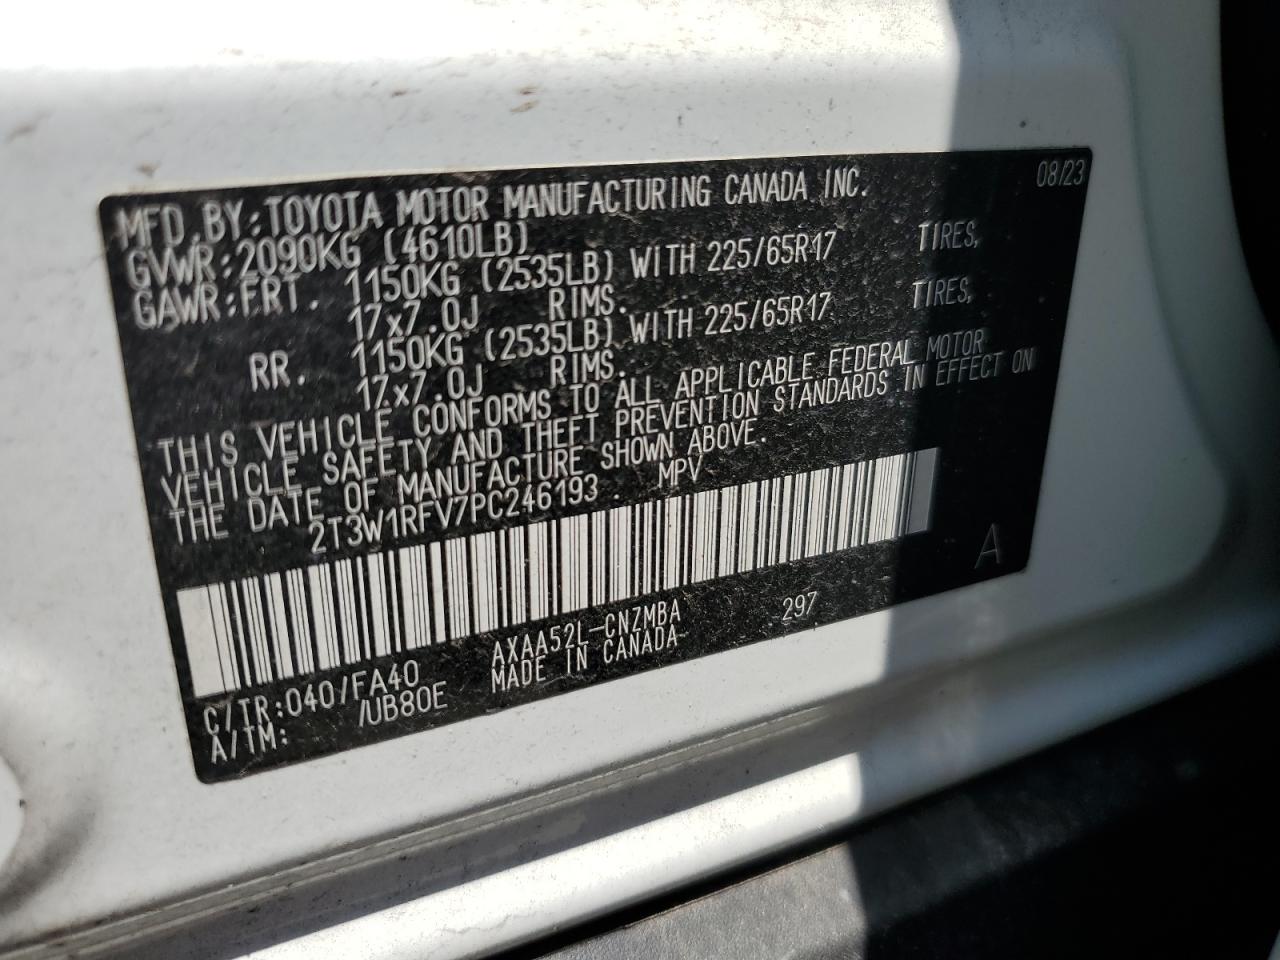 08/23
MFD.BY:TOYOTA MOTOR MANUFACTURING CANADA INC.
GVWR:2090KG (4610LB)
GAWR:FRT. 1150KG (2535LB) WITH 225/65R17 TIRES,
17x7.0J RIMS.
RR. 1150KG (2535LB) WITH 225/65R17 TIRES,
17x7.0J RIMS.
THIS VEHICLE CONFORMS TO ALL APPLICABLE FEDERAL MOTOR
VEHICLE SAFETY AND THEFT PREVENTION STANDARDS IN EFFECT ON
THE DATE OF MANUFACTURE SHOWN ABOVE.
2T3W1RFV7PC246193. MPV
A
C/TR:040/FA40 AXAA52L-CNZMBA 297
A/TM: /UB80E MADE IN CANADA